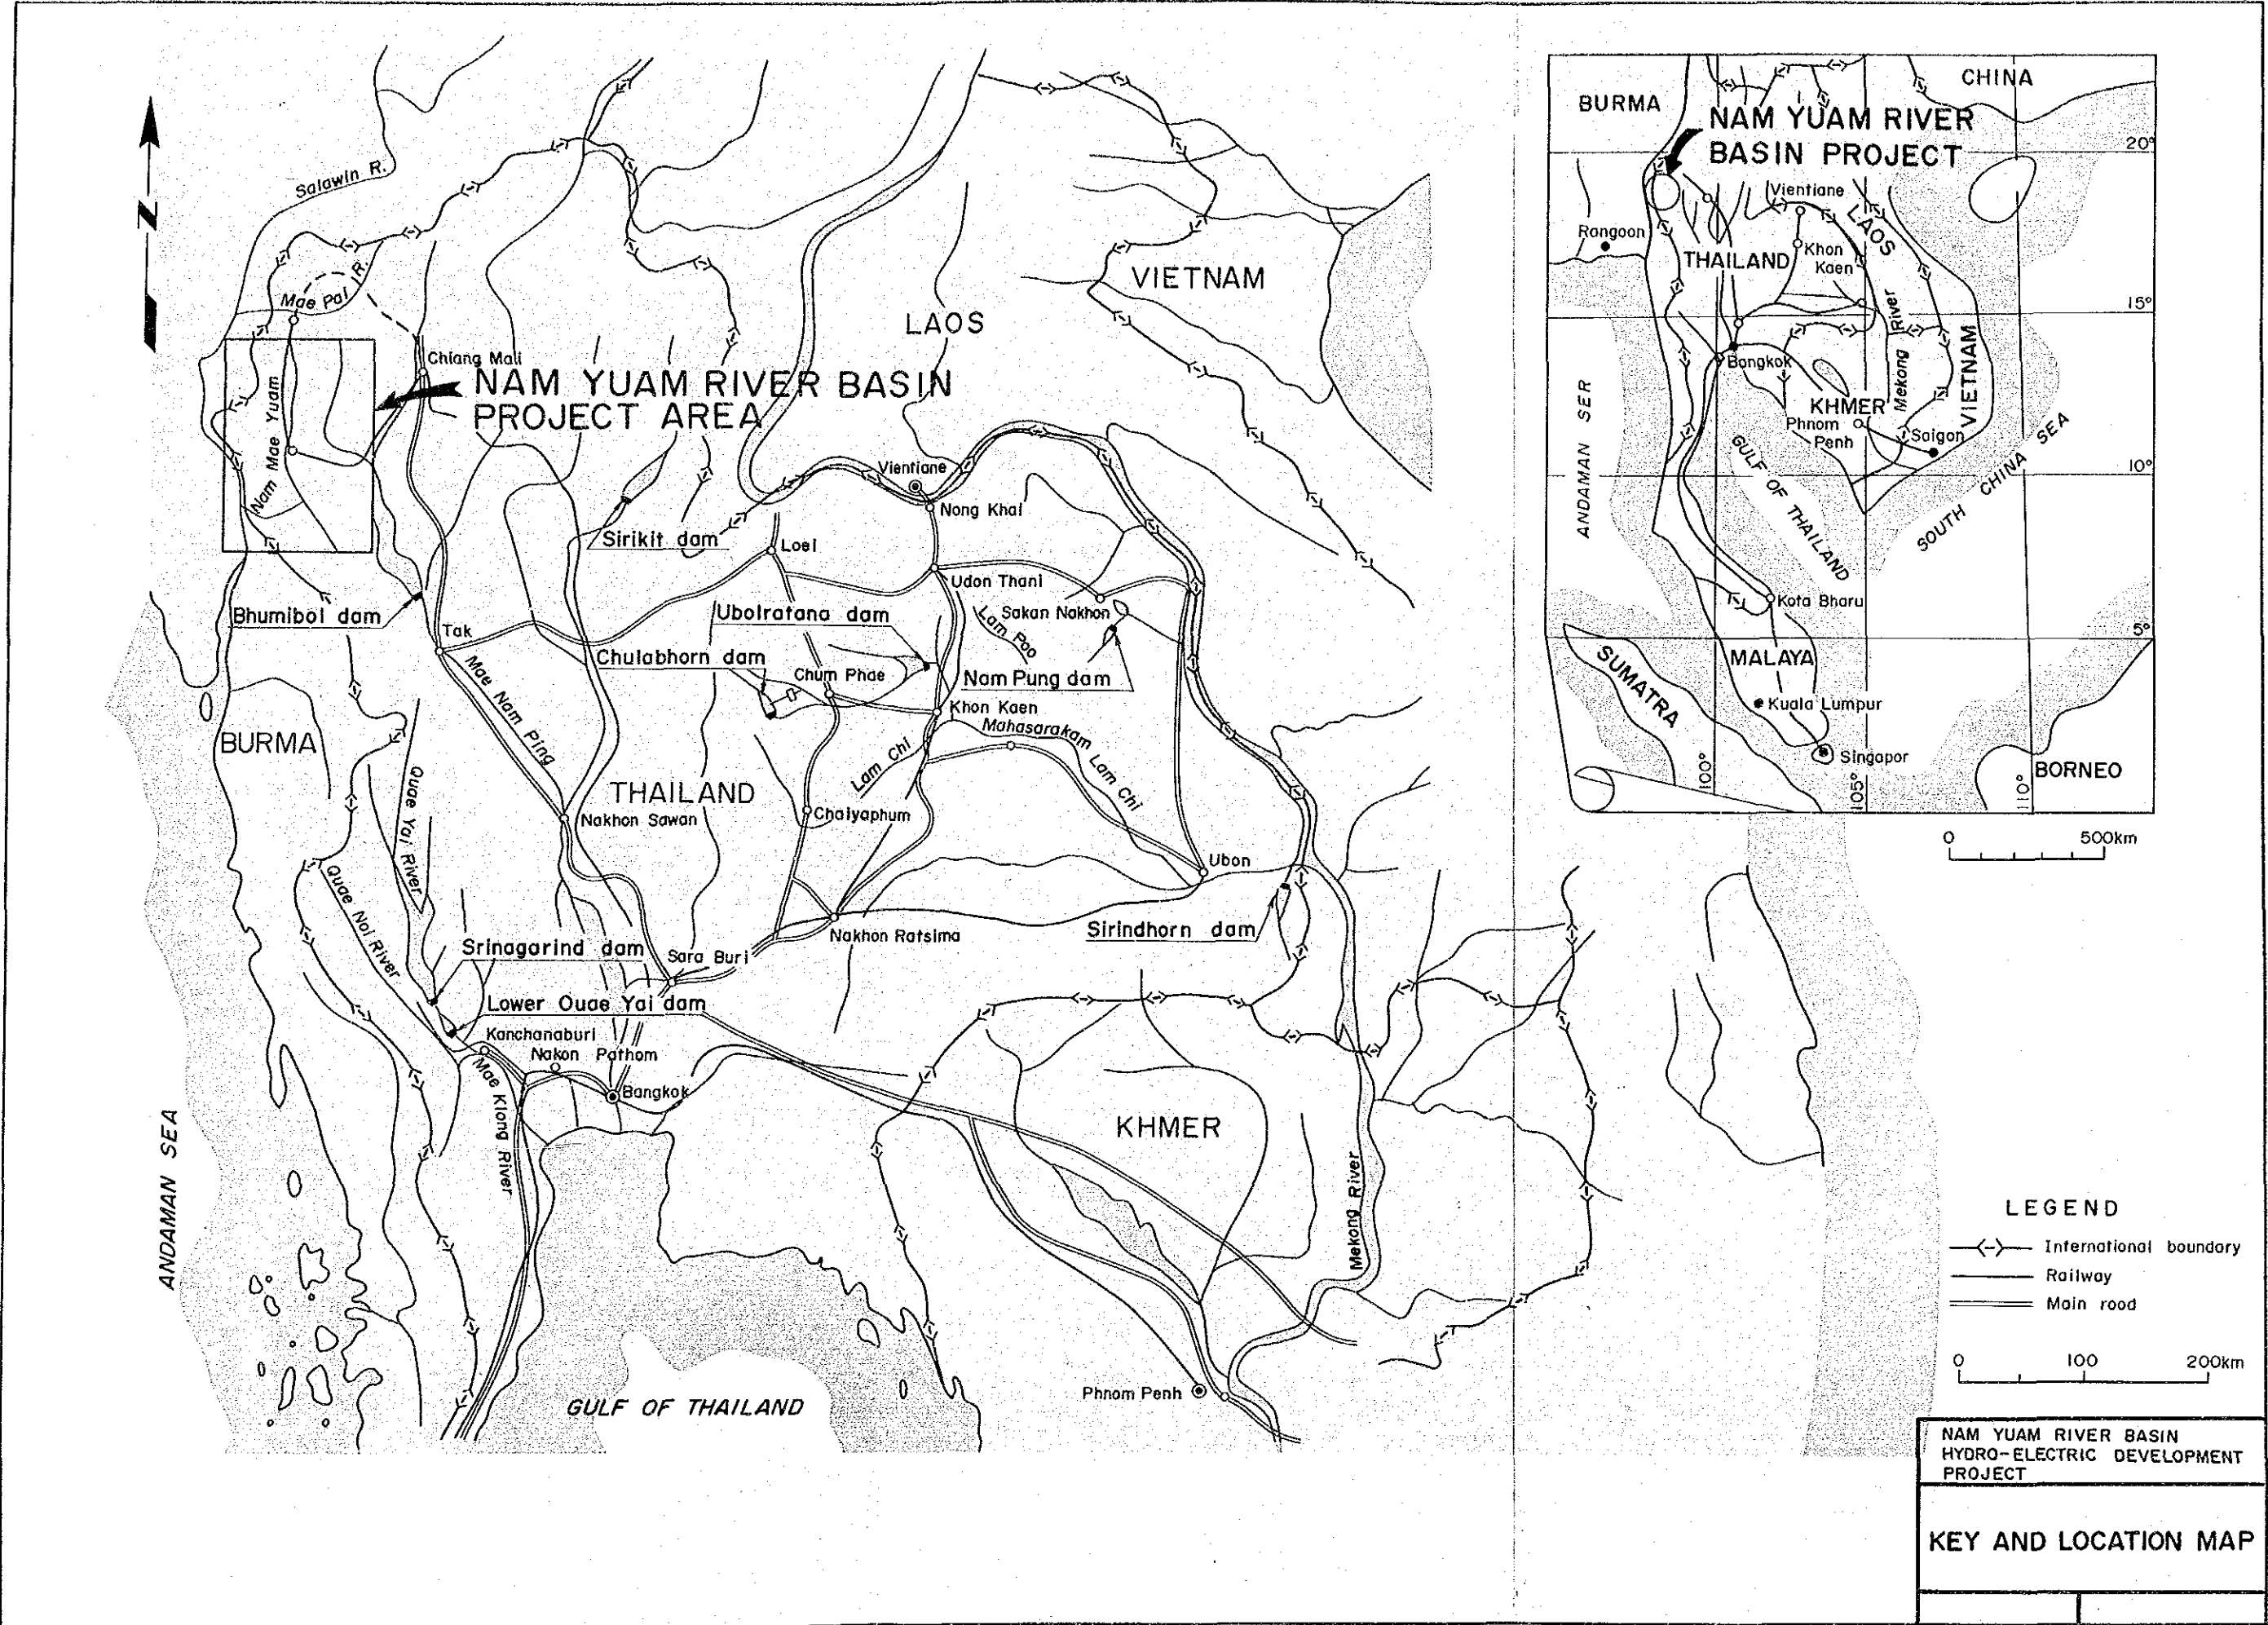 Salawin R.
Mae Pai R.
Chiang Mali
NAM YUAM RIVER BASIN
PROJECT AREA
Nam Mae Yuam
VIETNAM
LAOS
Vientiane
Nong Khai
Sirikit dam
Loei
Udon Thani
Bhumibol dam
Ubolratana dam
Sakan Nakhon
Lam Poo
Tak
Chulabhorn dam
Chum Phae
Nam Pung dam
Mae Nam Ping
Khon Kaen
Mahasarakam
BURMA
Lam Chi
Lam Chi
Quae Yai River
THAILAND
Nakhon Sawan
Chaiyaphum
Ubon
Quae Noi River
Sirindhorn dam
Nakhon Ratsima
Srinagarind dam
Sara Buri
Lower Ouae Yai dam
Kanchanaburi
Nakon Pathom
Mae Klong River
Bangkok
KHMER
ANDAMAN SEA
Mekong River
Phnom Penh
GULF OF THAILAND
CHINA
BURMA
NAM YUAM RIVER
BASIN PROJECT
20°
Vientiane
LAOS
Rangoon
Khon
Kaen
THAILAND
15°
Mekong River
Bangkok
VIETNAM
KHMER
Phnom
Penh
Saigon
ANDAMAN SER
10°
GULF OF THAILAND
SOUTH CHINA SEA
Kota Bharu
5°
SUMATRA
MALAYA
Kuala Lumpur
Singapor
BORNEO
100°
105°
110°
0 500km
LEGEND
International boundary
Railway
Main rood
0 100 200km
NAM YUAM RIVER BASIN
HYDRO-ELECTRIC DEVELOPMENT
PROJECT
KEY AND LOCATION MAP
N